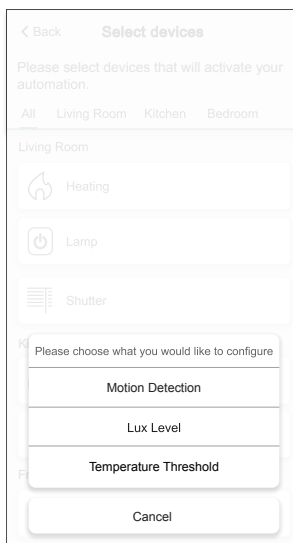 Back Select devices
Please select devices that will activate your
automation.
All Living Room Kitchen Bedroom
Living Room
Heating
Lamp
Shutter
Please choose what you would like to configure
Motion Detection
Lux Level
Temperature Threshold
Cancel